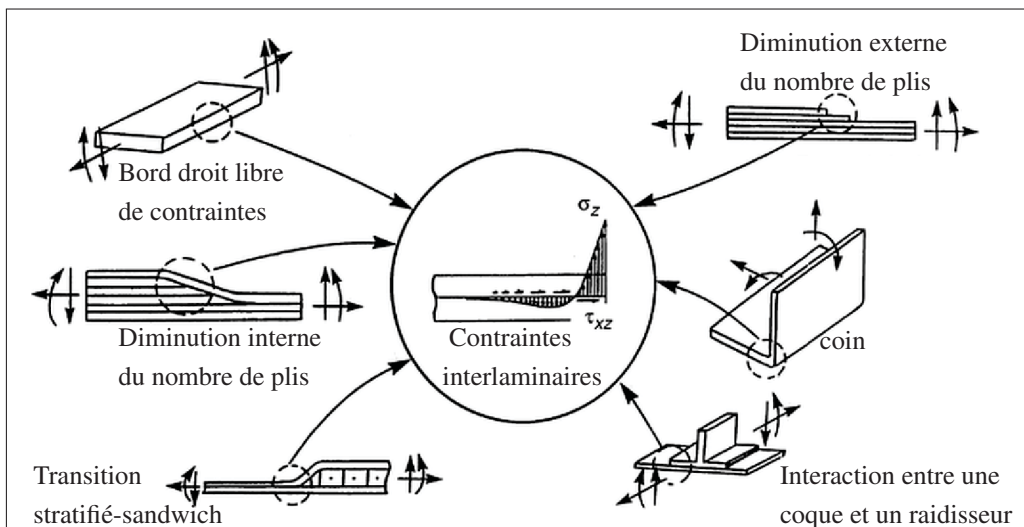 Diminution externe
du nombre de plis
Bord droit libre
de contraintes
σz
τxz
Contraintes
interlaminaires
coin
Diminution interne
du nombre de plis
Transition
stratifié-sandwich
Interaction entre une
coque et un raidisseur